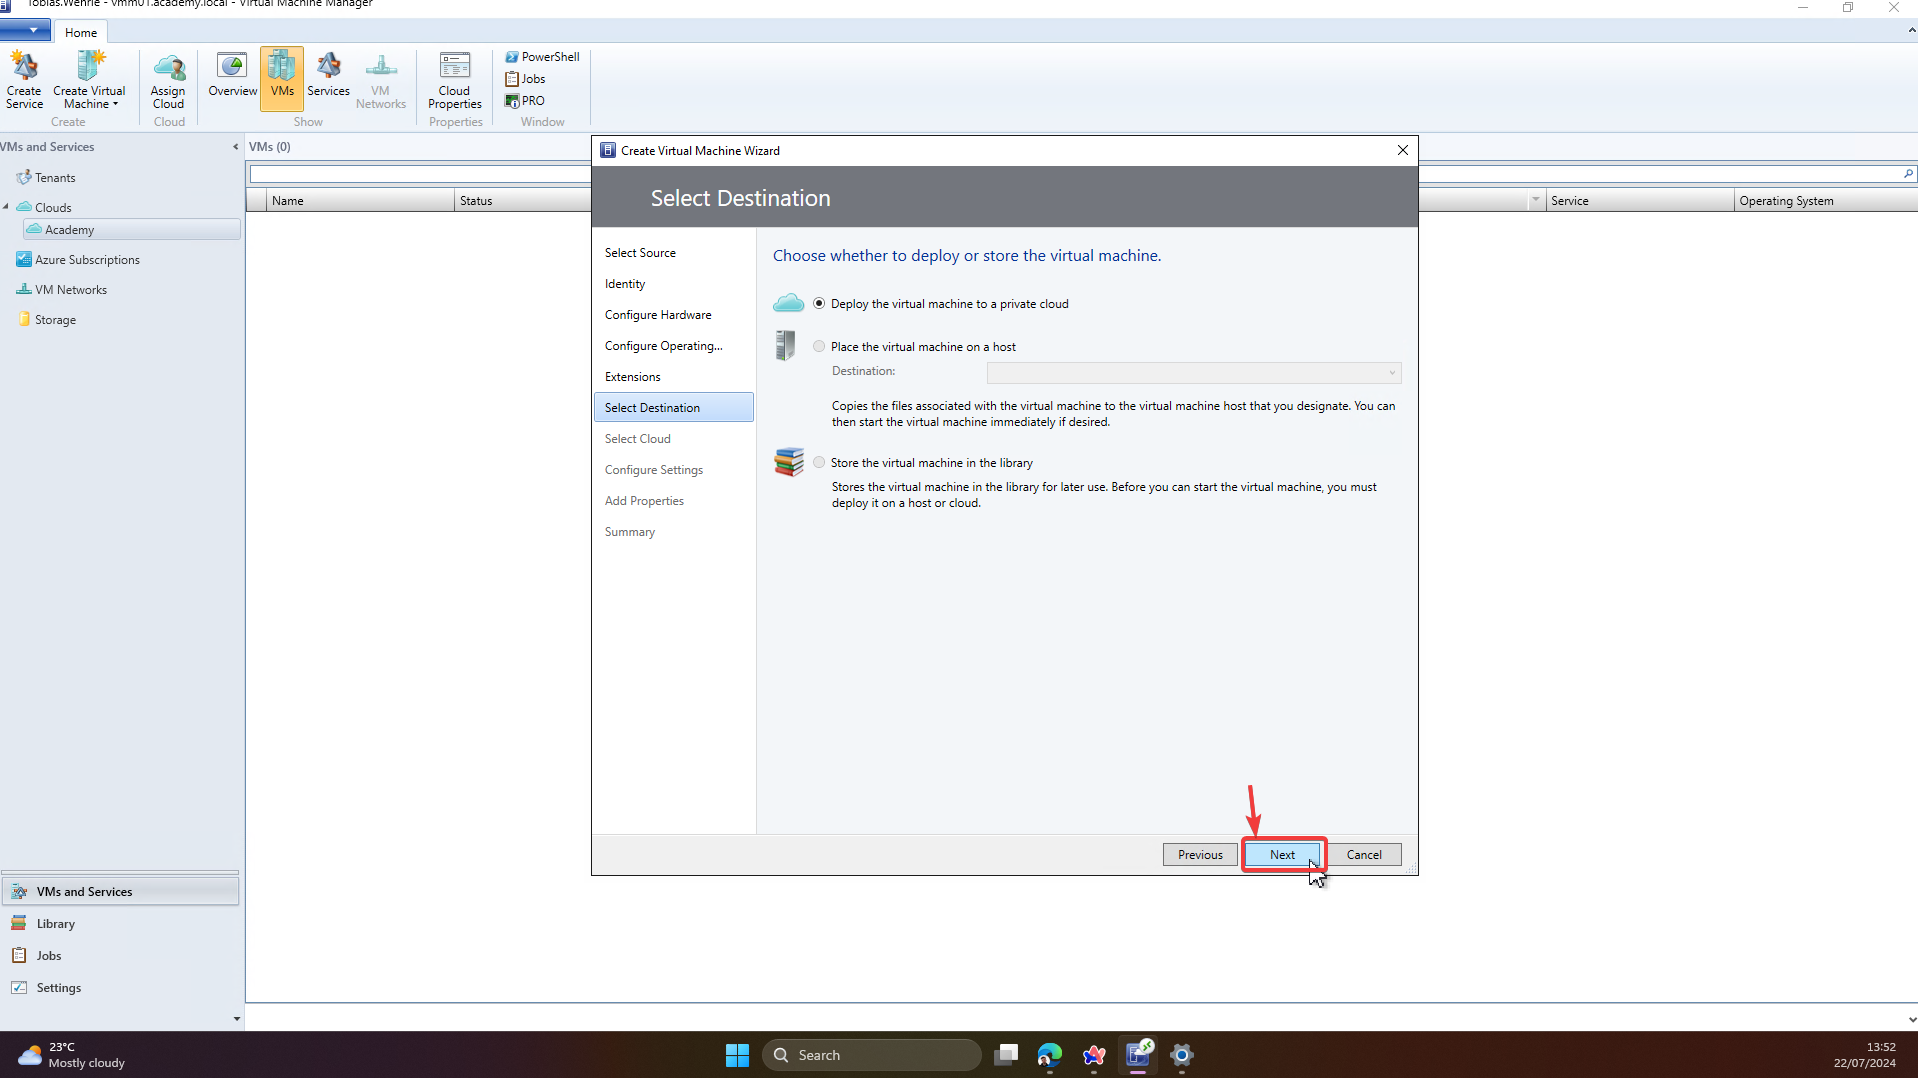 Tobias.Wehrle - vmm01.academy.local - Virtual Machine Manager
Home
Create Service
Create Virtual Machine
Create
Assign Cloud
Cloud
Overview
VMs
Services
VM Networks
Show
Cloud Properties
Properties
PowerShell
Jobs
PRO
Window
VMs and Services
Tenants
Clouds
Academy
Azure Subscriptions
VM Networks
Storage
VMs (0)
Name
Status
Service
Operating System
Create Virtual Machine Wizard
Select Destination
Select Source
Identity
Configure Hardware
Configure Operating...
Extensions
Select Destination
Select Cloud
Configure Settings
Add Properties
Summary
Choose whether to deploy or store the virtual machine.
Deploy the virtual machine to a private cloud
Place the virtual machine on a host
Destination:
Copies the files associated with the virtual machine to the virtual machine host that you designate. You can
then start the virtual machine immediately if desired.
Store the virtual machine in the library
Stores the virtual machine in the library for later use. Before you can start the virtual machine, you must
deploy it on a host or cloud.
Previous
Next
Cancel
VMs and Services
Library
Jobs
Settings
23°C
Mostly cloudy
Search
13:52
22/07/2024